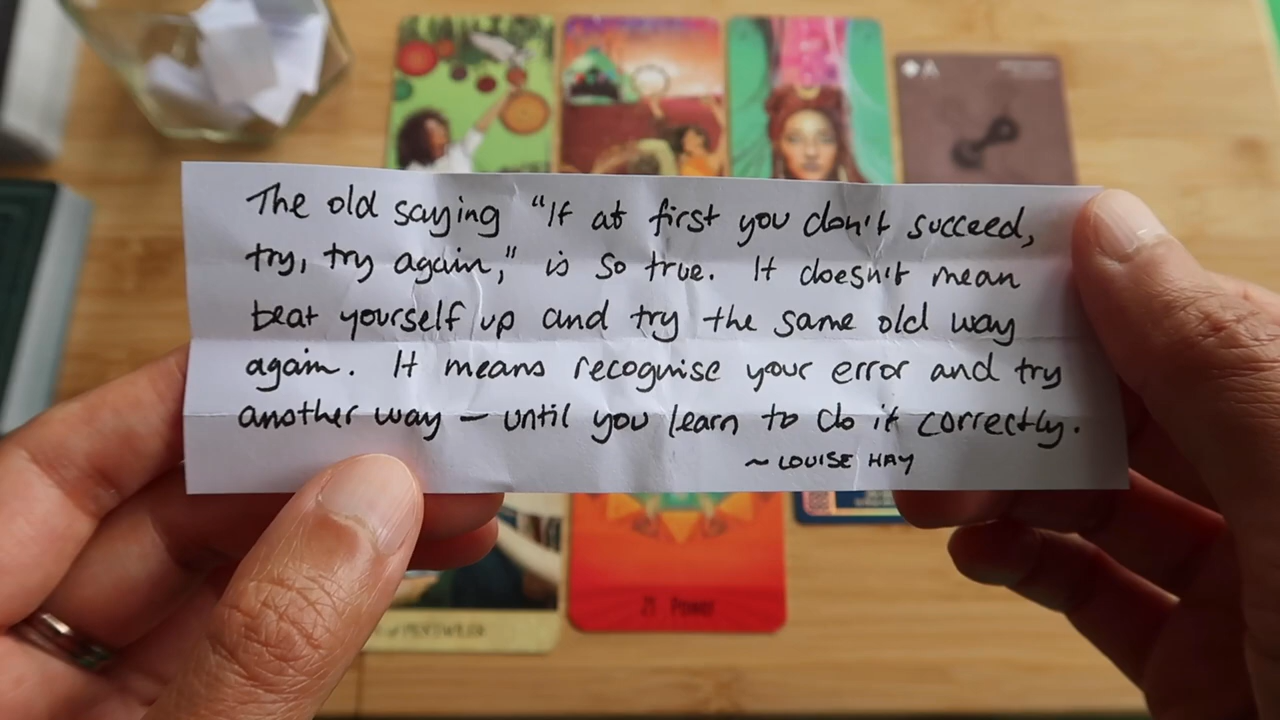 The old saying "If at first you don't succeed,
try, try again," is so true. It doesn't mean
beat yourself up and try the same old way
again. It means recognise your error and try
another way — until you learn to do it correctly.
~ LOUISE HAY
21 Power